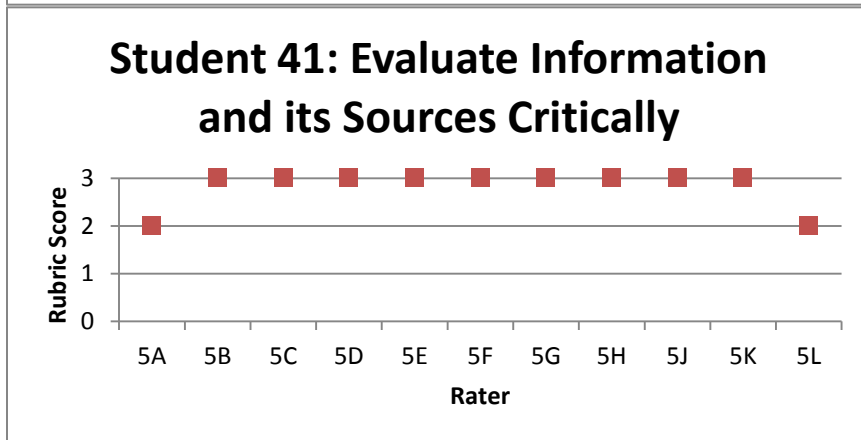 Student 41: Evaluate Information
and its Sources Critically
3
2
1
0
Rubric Score
5A 5B 5C 5D 5E 5F 5G 5H 5J 5K 5L
Rater